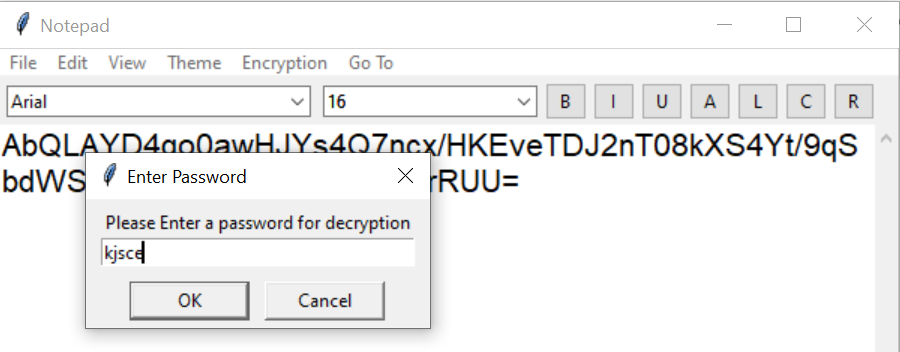 Notepad
File Edit View Theme Encryption Go To
Arial 16 B I U A L C R
AbQLAYD4go0awHJYs4Q7ncx/HKEveTDJ2nT08kXS4Yt/9qS
bdWS rRUU=
Enter Password
Please Enter a password for decryption
kjsce
OK Cancel